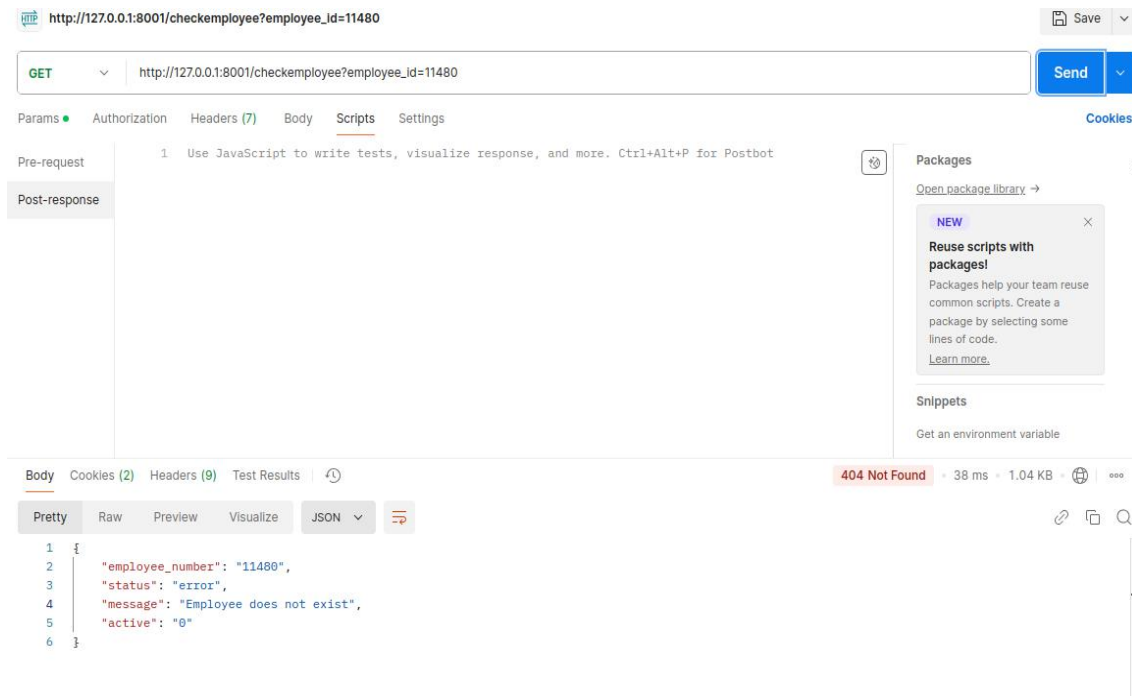 HTTP http://127.0.0.1:8001/checkemployee?employee_id=11480 Save
GET http://127.0.0.1:8001/checkemployee?employee_id=11480 Send
Params Authorization Headers (7) Body Scripts Settings Cookies
Pre-request
Post-response
1 Use JavaScript to write tests, visualize response, and more. Ctrl+Alt+P for Postbot
Packages
Open package library →
NEW
Reuse scripts with
packages!
Packages help your team reuse
common scripts. Create a
package by selecting some
lines of code.
Learn more.
Snippets
Get an environment variable
Body Cookies (2) Headers (9) Test Results 404 Not Found 38 ms 1.04 KB
Pretty Raw Preview Visualize JSON
1 {
2 "employee_number": "11480",
3 "status": "error",
4 "message": "Employee does not exist",
5 "active": "0"
6 }